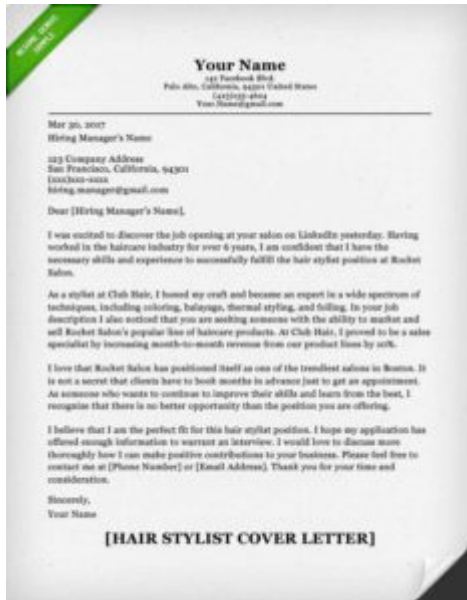 RESUME GENIUS
SAMPLE
Your Name
Palo Alto, California, 94301 United States
Your.Name@gmail.com
Mar 30, 2017
Hiring Manager's Name
123 Company Address
San Francisco, California, 94301
(xxx)xxx-xxxx
hiring.manager@gmail.com
Dear [Hiring Manager's Name],
I was excited to discover the job opening at your salon on LinkedIn yesterday. Having
worked in the haircare industry for over 6 years, I am confident that I have the
necessary skills and experience to successfully fulfill the hair stylist position at Rocket
Salon.
As a stylist at Club Hair, I honed my craft and became an expert in a wide spectrum of
techniques, including coloring, balayage, thermal styling, and foiling. In your job
description I also noticed that you are seeking someone with the ability to market and
sell Rocket Salon's popular line of haircare products. At Club Hair, I proved to be a sales
specialist by increasing month-to-month revenue from our product lines by 20%.
I love that Rocket Salon has positioned itself as one of the trendiest salons in Boston. It
is not a secret that clients have to book months in advance just to get an appointment.
As someone who wants to continue to improve their skills and learn from the best, I
recognize that there is no better opportunity than the position you are offering.
I believe that I am the perfect fit for this hair stylist position. I hope my application has
offered enough information to warrant an interview. I would love to discuss more
thoroughly how I can make positive contributions to your business. Please feel free to
contact me at [Phone Number] or [Email Address]. Thank you for your time and
consideration.
Sincerely,
Your Name
[HAIR STYLIST COVER LETTER]